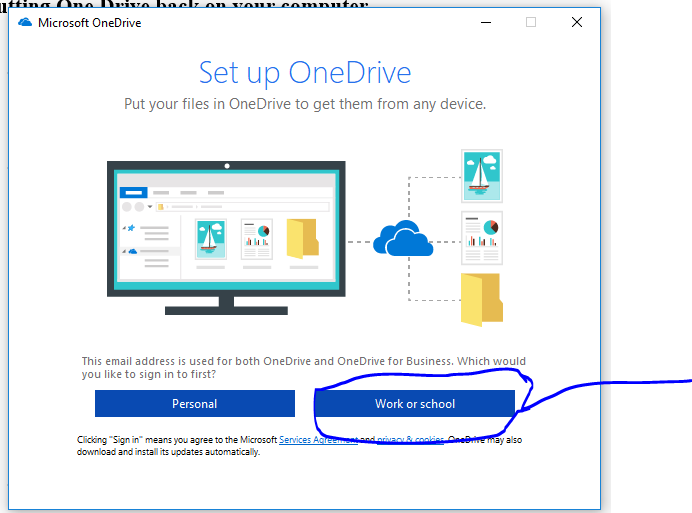 utting One Drive back on your computer
Microsoft OneDrive
Set up OneDrive
Put your files in OneDrive to get them from any device.
This email address is used for both OneDrive and OneDrive for Business. Which would
you like to sign in to first?
Personal
Work or school
Clicking "Sign in" means you agree to the Microsoft Services Agreement and privacy & cookies. OneDrive may also
download and install its updates automatically.